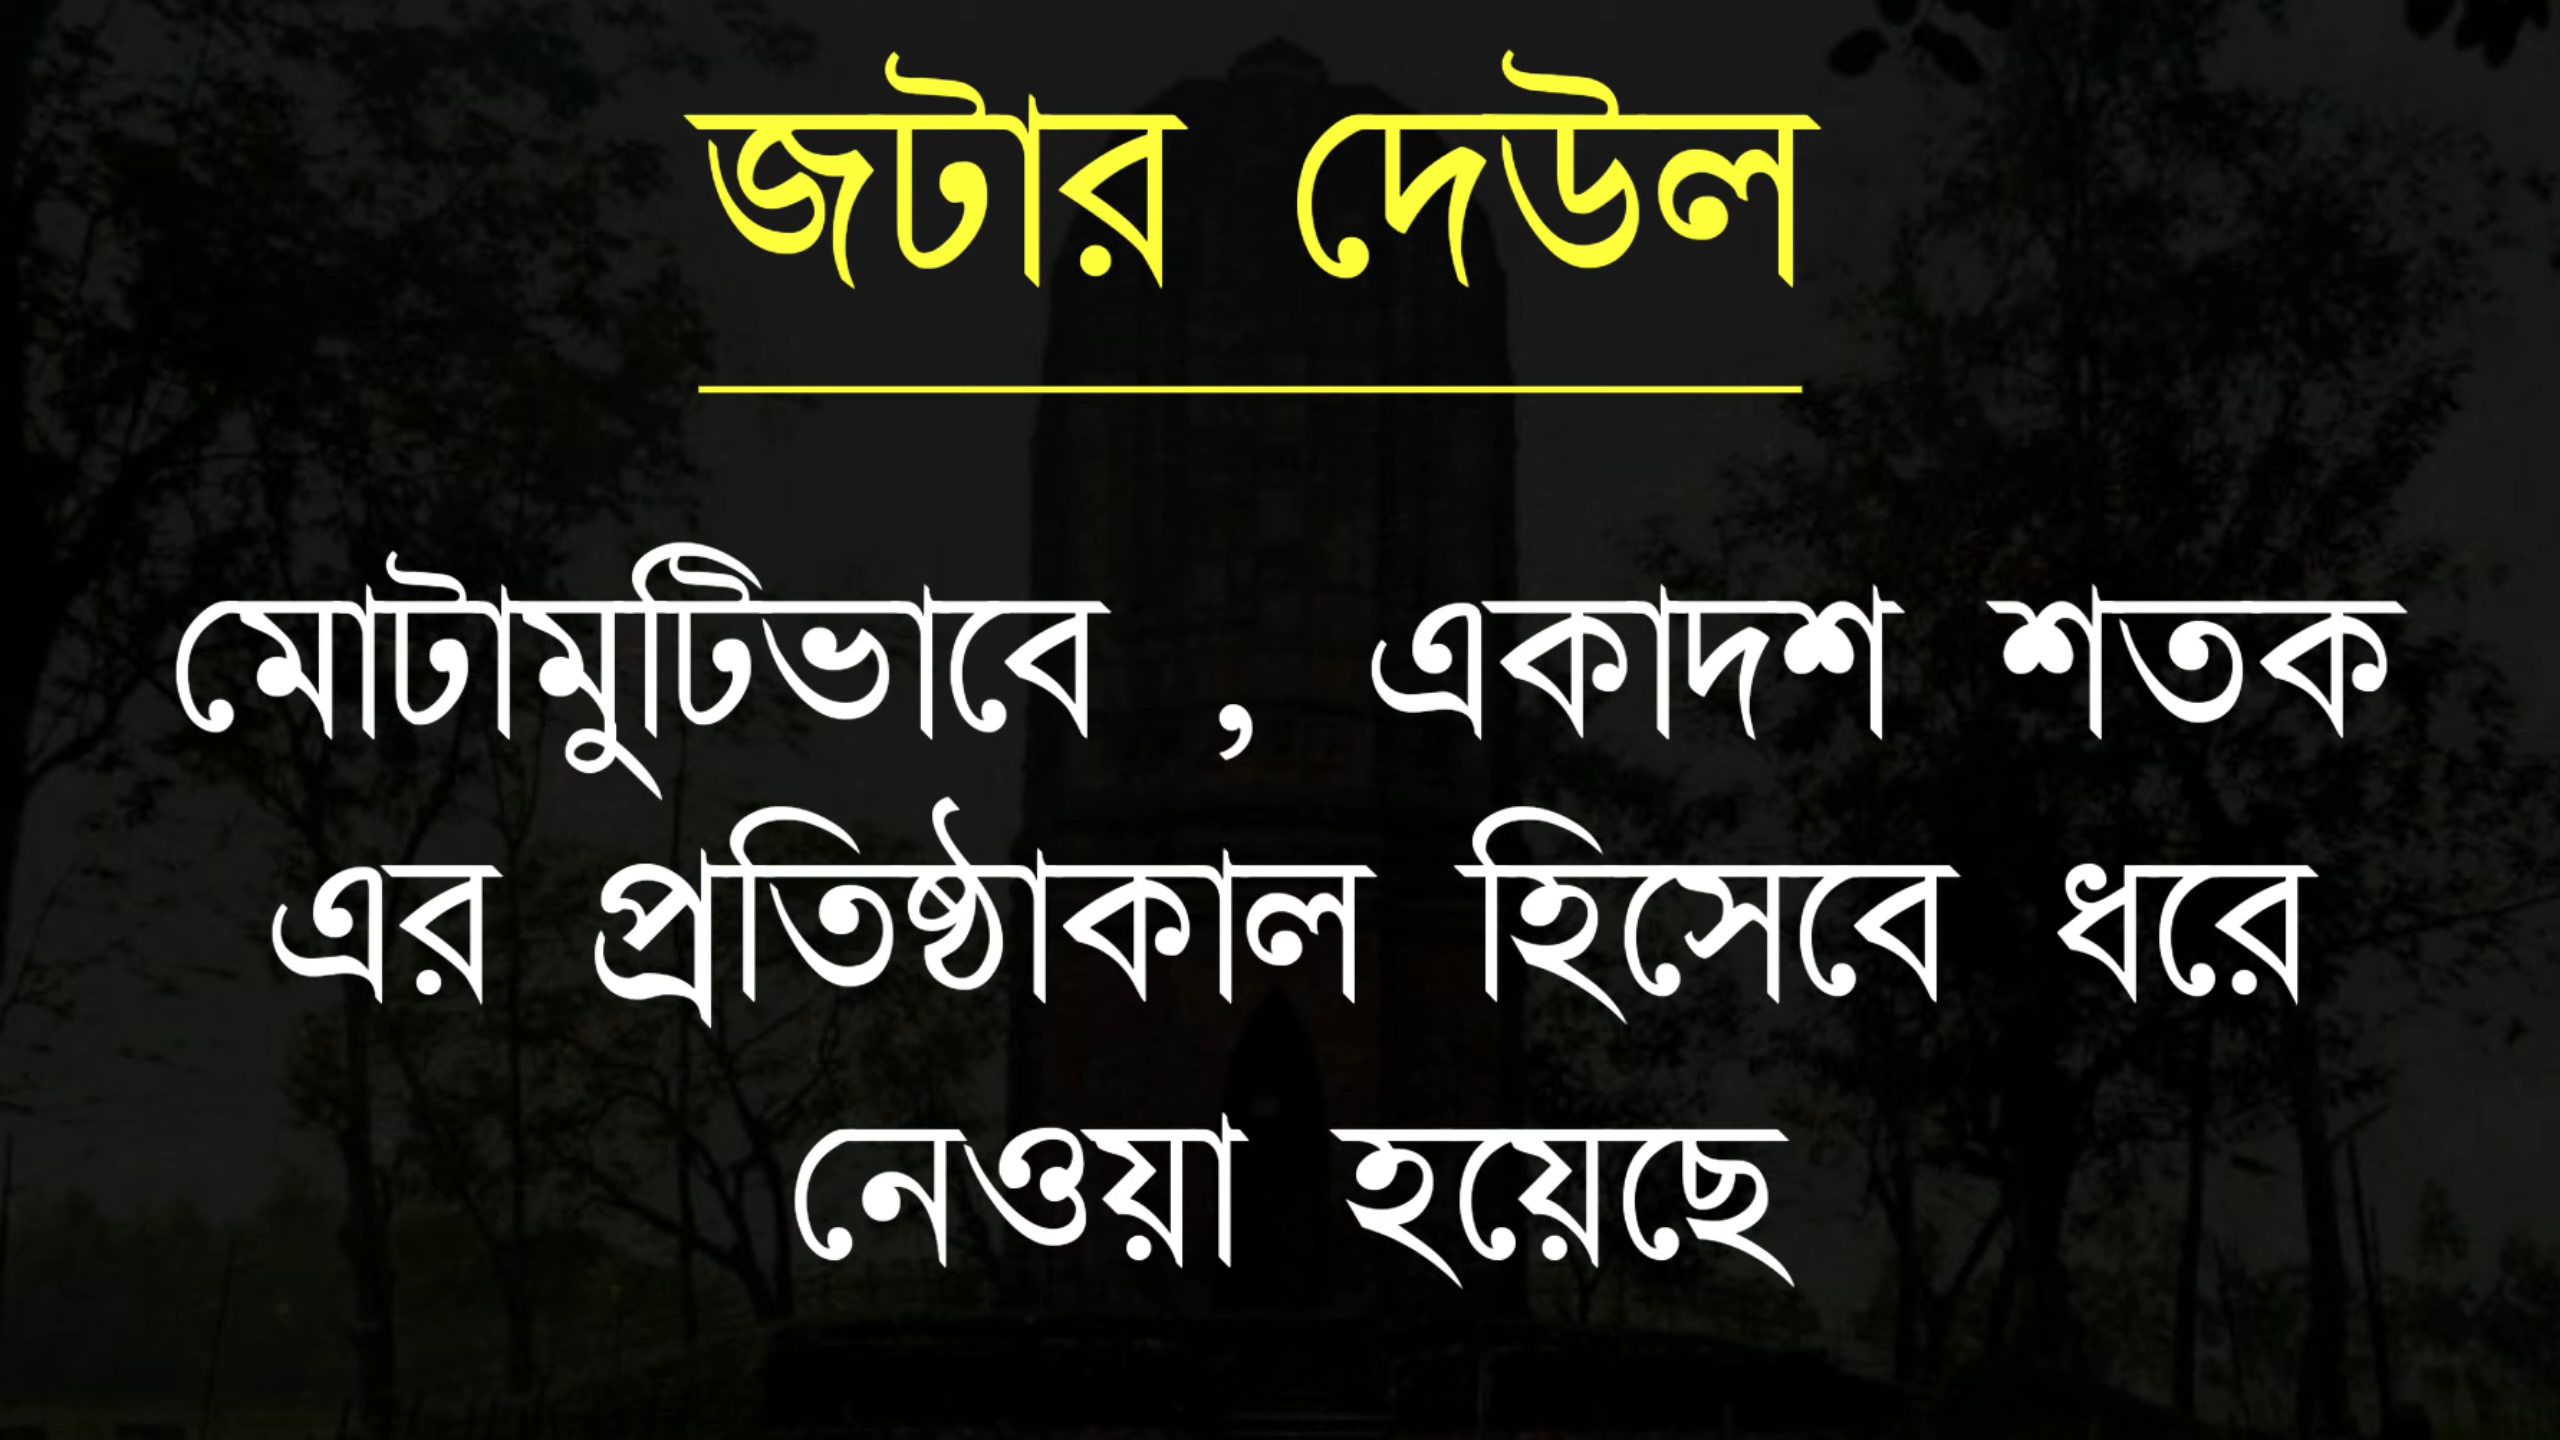 জটার দেউল
মোটামুটিভাবে , একাদশ শতক
এর প্রতিষ্ঠাকাল হিসেবে ধরে
নেওয়া হয়েছে